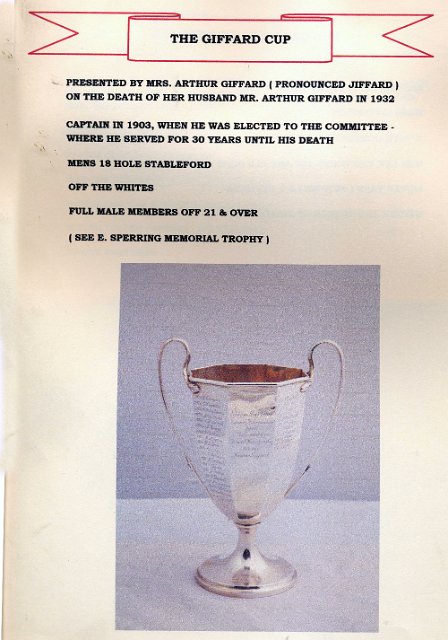 THE GIFFARD CUP
PRESENTED BY MRS. ARTHUR GIFFARD ( PRONOUNCED JIFFARD )
ON THE DEATH OF HER HUSBAND MR. ARTHUR GIFFARD IN 1932
CAPTAIN IN 1903, WHEN HE WAS ELECTED TO THE COMMITTEE -
WHERE HE SERVED FOR 30 YEARS UNTIL HIS DEATH
MENS 18 HOLE STABLEFORD
OFF THE WHITES
FULL MALE MEMBERS OFF 21 & OVER
( SEE E. SPERRING MEMORIAL TROPHY )